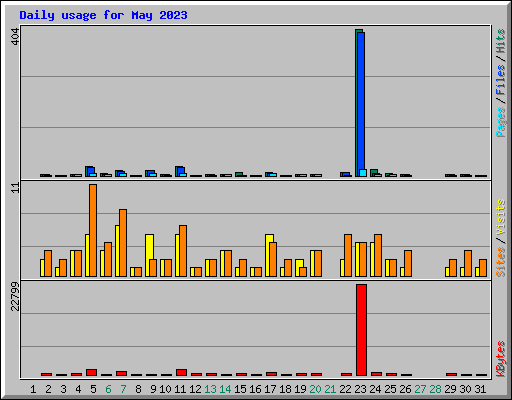 Daily usage for May 2023
404
11
22799
Pages / Files / Hits
Sites / Visits
KBytes
1 2 3 4 5 6 7 8 9 10 11 12 13 14 15 16 17 18 19 20 21 22 23 24 25 26 27 28 29 30 31